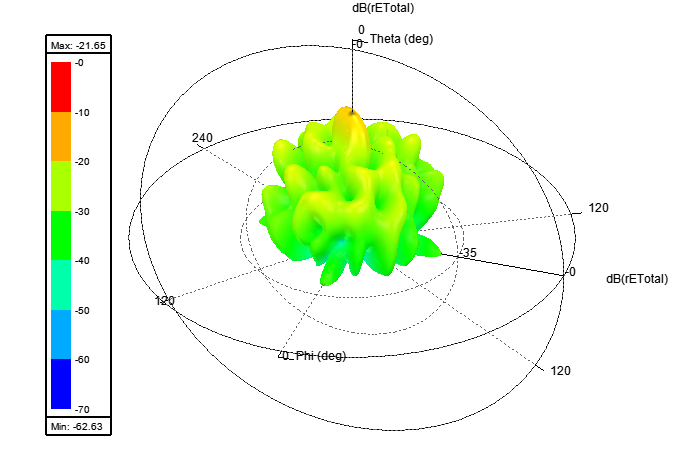 dB(rETotal)
0
Theta (deg)
-0
Max: -21.65
-0
-10
-20
-30
-40
-50
-60
-70
Min: -62.63
240
120
-35
-0
dB(rETotal)
120
0 Phi (deg)
120